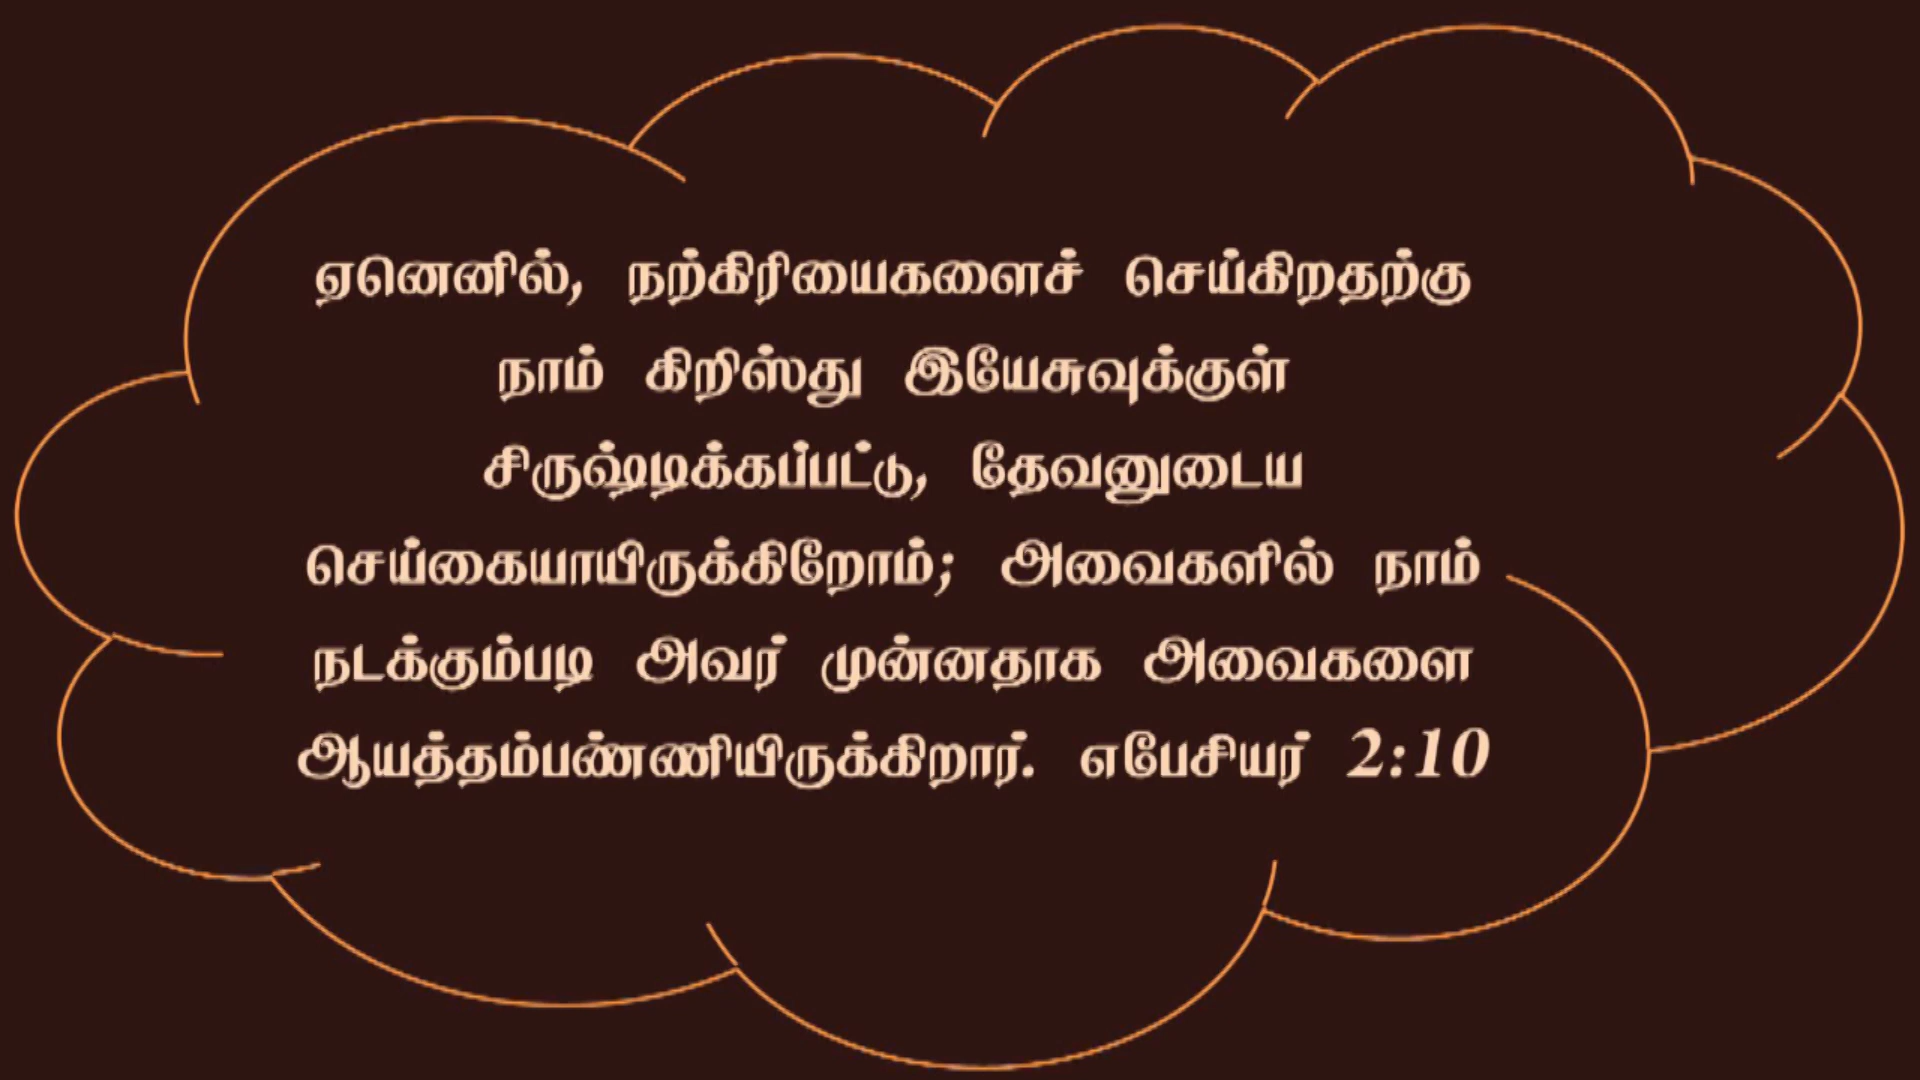 ஏனெனில், நற்கிரியைகளைச் செய்கிறதற்கு
நாம் கிறிஸ்து இயேசுவுக்குள்
சிருஷ்டிக்கப்பட்டு, தேவனுடைய
செய்கையாயிருக்கிறோம்; அவைகளில் நாம்
நடக்கும்படி அவர் முன்னதாக அவைகளை
ஆயத்தம்பண்ணியிருக்கிறார். எபேசியர் 2:10